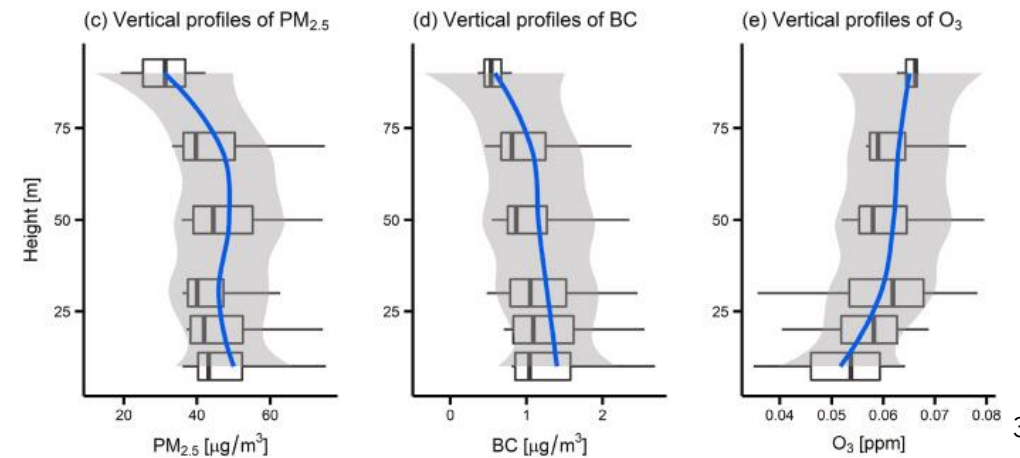 (c) Vertical profiles of PM2.5
(d) Vertical profiles of BC
(e) Vertical profiles of O3
Height [m]
75
50
25
20 40 60
PM2.5 [μg/m³]
75
50
25
0 1 2
BC [μg/m³]
75
50
25
0.04 0.05 0.06 0.07 0.08
O3 [ppm]
3